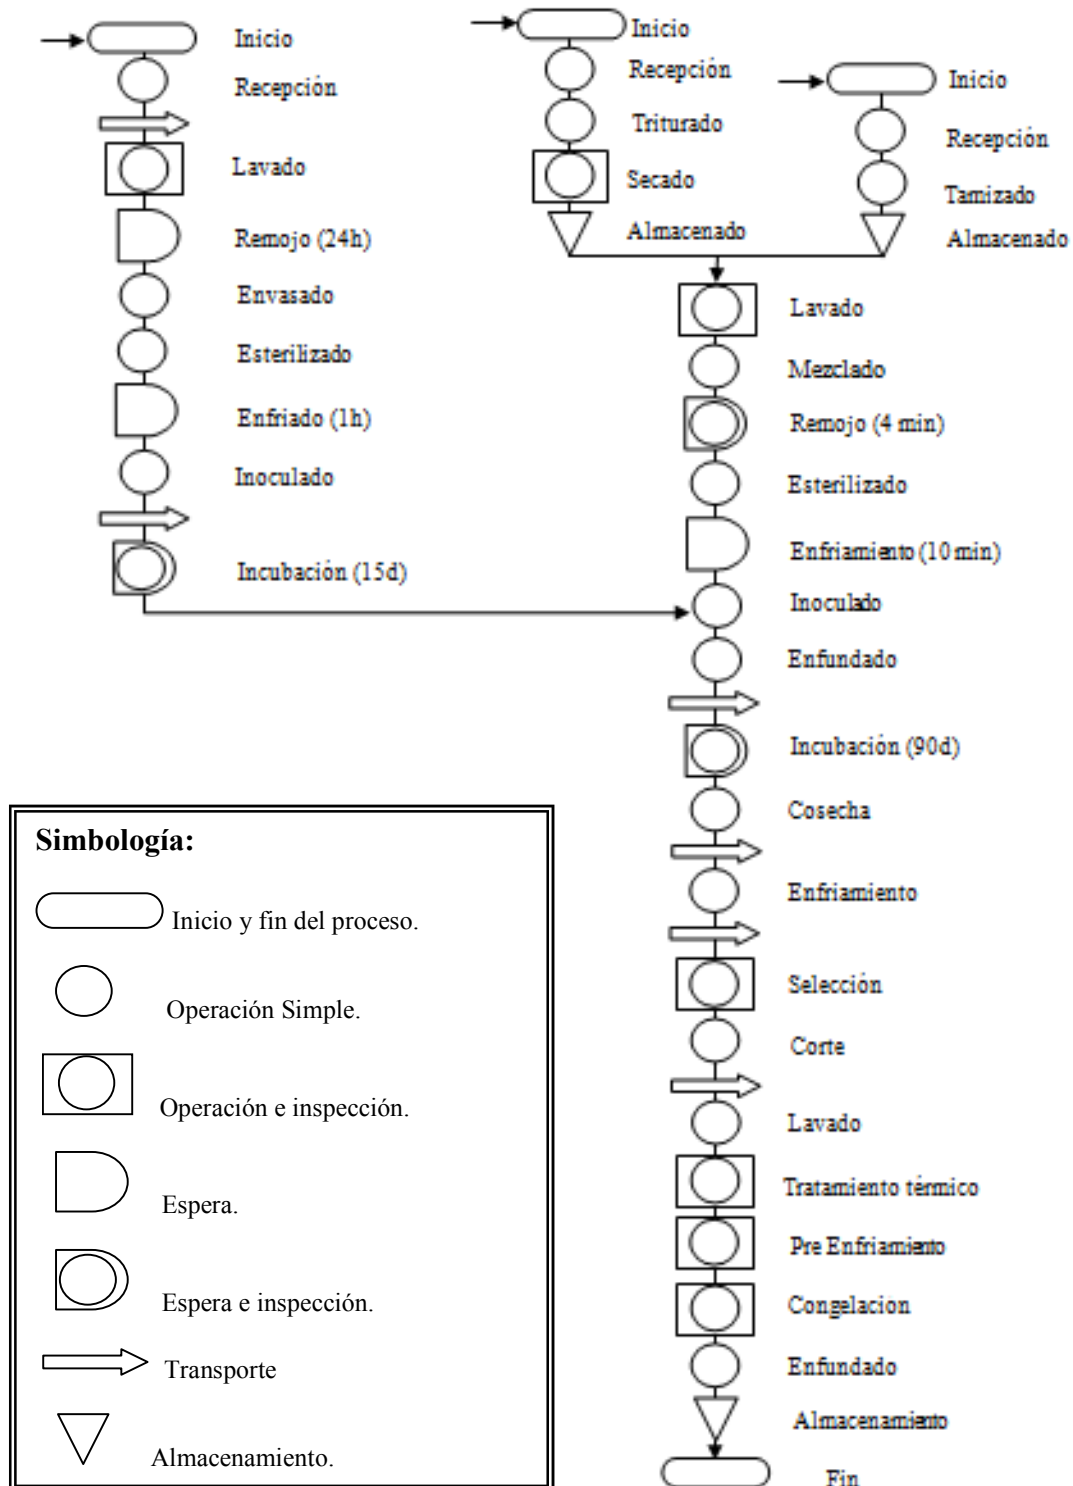 Inicio
Recepción
Lavado
Remojo (24h)
Envasado
Esterilizado
Enfriado (1h)
Inoculado
Incubación (15d)
Inicio
Recepción
Triturado
Secado
Almacenado
Inicio
Recepción
Tamizado
Almacenado
Lavado
Mezclado
Remojo (4 min)
Esterilizado
Enfriamiento (10 min)
Inoculado
Enfundado
Incubación (90d)
Cosecha
Enfriamiento
Selección
Corte
Lavado
Tratamiento térmico
Pre Enfriamiento
Congelacion
Enfundado
Almacenamiento
Fin
Simbología:
Inicio y fin del proceso.
Operación Simple.
Operación e inspección.
Espera.
Espera e inspección.
Transporte
Almacenamiento.